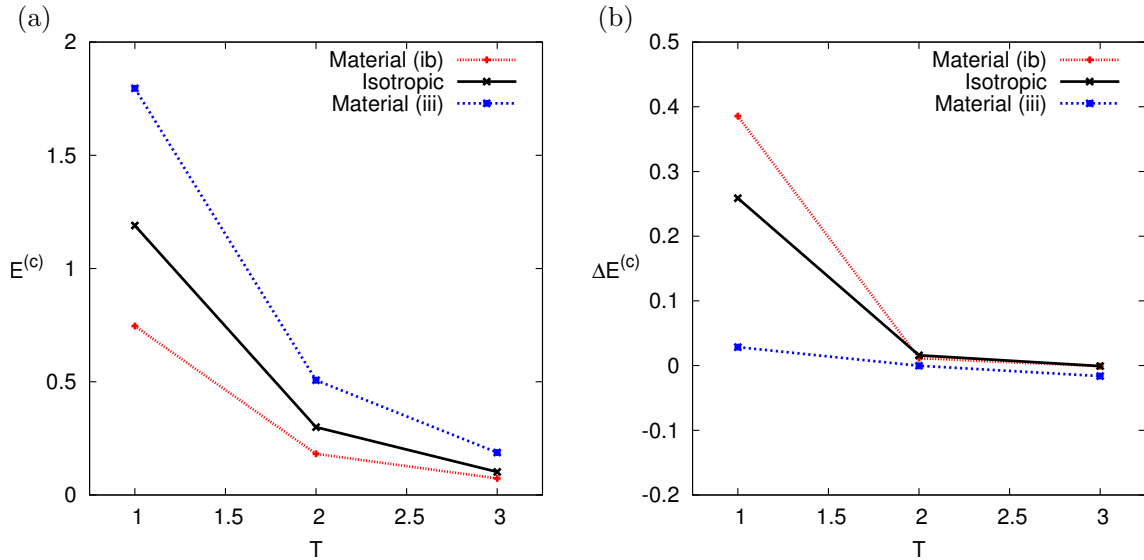 (a)
2
1.5
1
0.5
0
E^(c)
1
1.5
2
2.5
3
T
Material (ib)
Isotropic
Material (iii)
(b)
0.5
0.4
0.3
0.2
0.1
0
-0.1
-0.2
ΔE^(c)
1
1.5
2
2.5
3
T
Material (ib)
Isotropic
Material (iii)